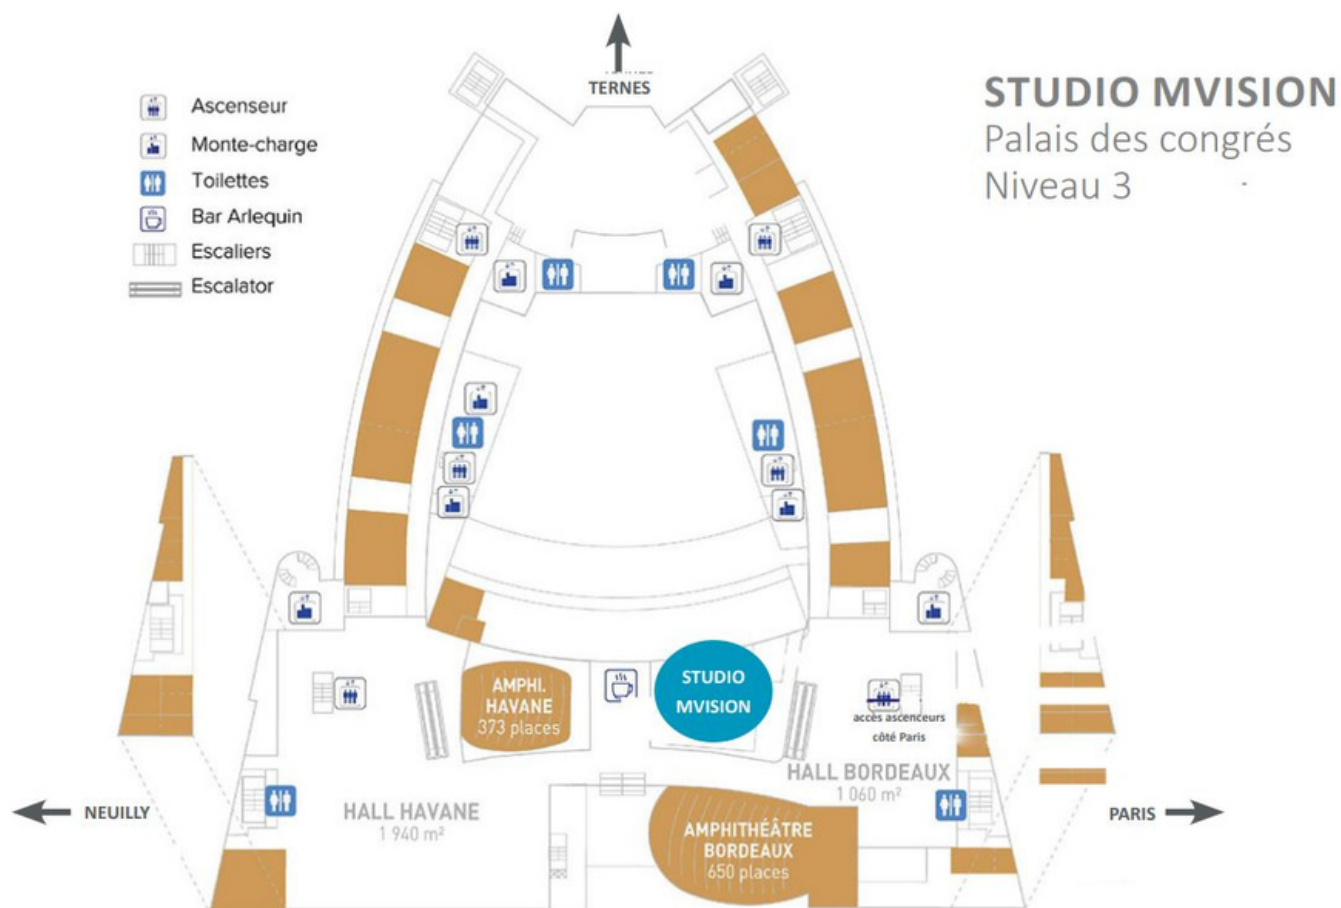 TERNES
STUDIO MVISION
Palais des congrés
Niveau 3
Ascenseur
Monte-charge
Toilettes
Bar Arlequin
Escaliers
Escalator
AMPHI.
HAVANE
373 places
STUDIO
MVISION
accès ascenceurs
côté Paris
HALL BORDEAUX
1 060 m²
NEUILLY
HALL HAVANE
1 940 m²
AMPHITHÉÂTRE
BORDEAUX
650 places
PARIS